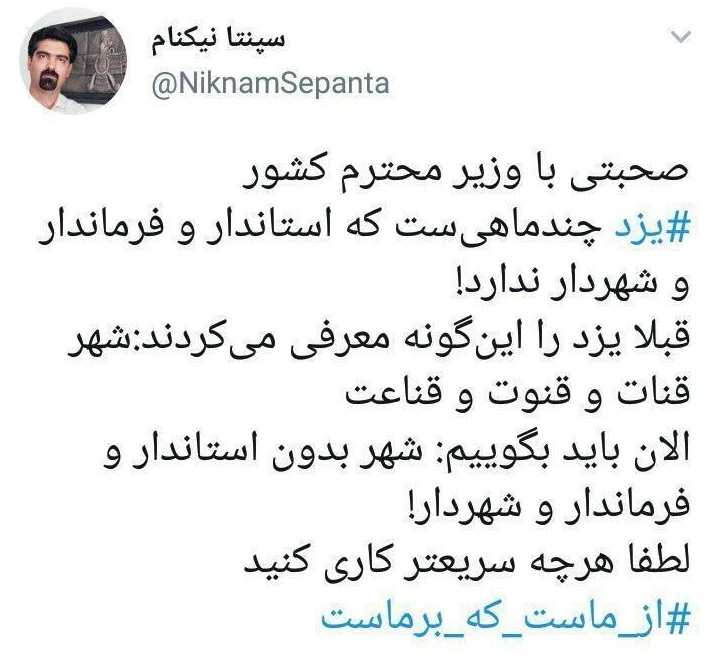 سپنتا نیکنام
@NiknamSepanta
صحبتی با وزیر محترم کشور
#یزد چندماهی‌ست که استاندار و فرماندار
و شهردار ندارد!
قبلا یزد را این‌گونه معرفی می‌کردند:شهر
قنات و قنوت و قناعت
الان باید بگوییم: شهر بدون استاندار و
فرماندار و شهردار!
لطفا هرچه سریعتر کاری کنید
#از_ماست_که_برماست